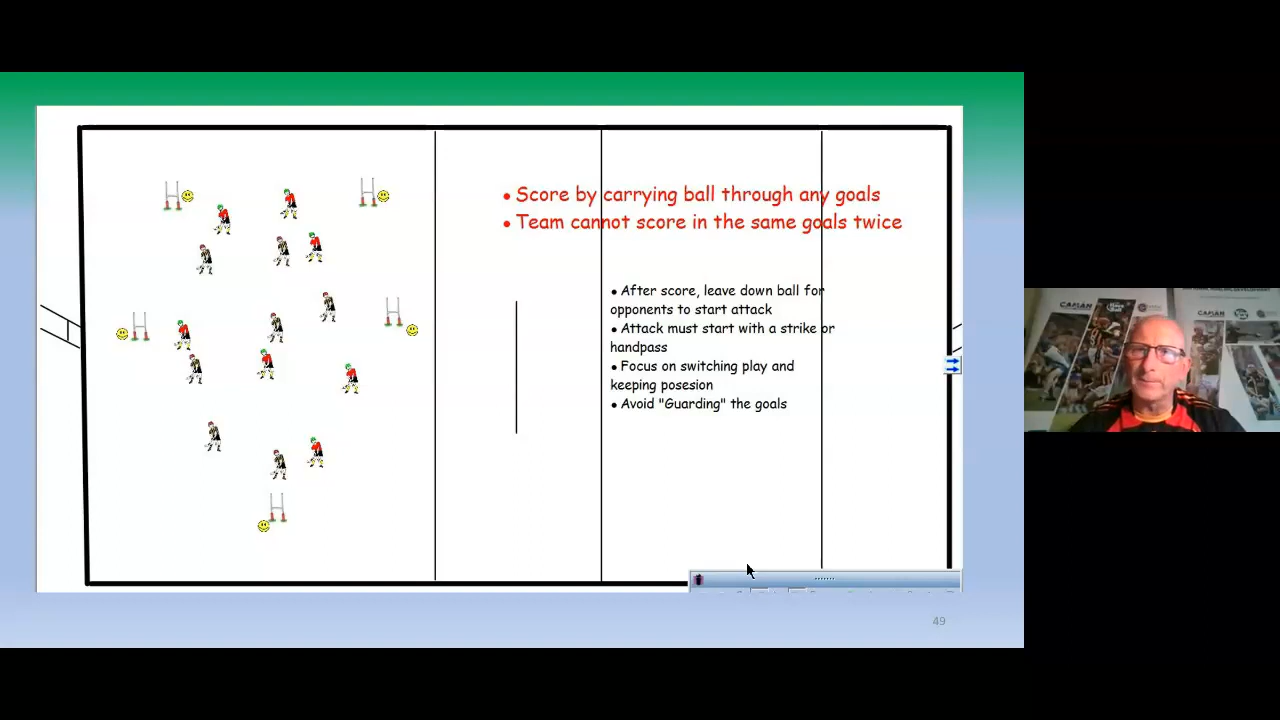 • Score by carrying ball through any goals
• Team cannot score in the same goals twice
• After score, leave down ball for
opponents to start attack
• Attack must start with a strike or
handpass
• Focus on switching play and
keeping posesion
• Avoid "Guarding" the goals
49